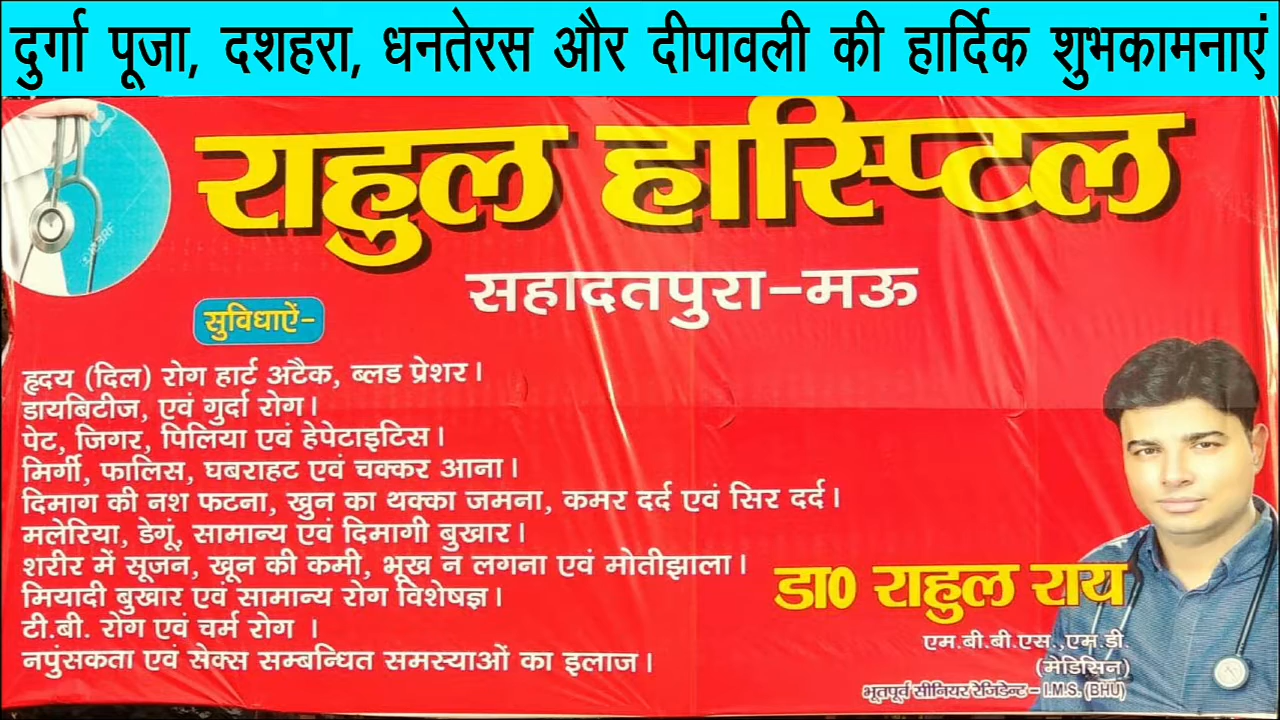 दुर्गा पूजा, दशहरा, धनतेरस और दीपावली की हार्दिक शुभकामनाएं
राहुल हास्पिटल
सहादतपुरा-मऊ
सुविधाऐं-
हृदय (दिल) रोग हार्ट अटैक, ब्लड प्रेशर।
डायबिटीज, एवं गुर्दा रोग।
पेट, जिगर, पिलिया एवं हेपेटाइटिस।
मिर्गी, फालिस, घबराहट एवं चक्कर आना।
दिमाग की नश फटना, खुन का थक्का जमना, कमर दर्द एवं सिर दर्द।
मलेरिया, डेगूं, सामान्य एवं दिमागी बुखार।
शरीर में सूजन, खून की कमी, भूख न लगना एवं मोतीझाला।
मियादी बुखार एवं सामान्य रोग विशेषज्ञ।
टी.बी. रोग एवं चर्म रोग ।
नपुंसकता एवं सेक्स सम्बन्धित समस्याओं का इलाज।
डा0 राहुल राय
एम.बी.बी.एस.,एम.डी.
(मेडिसिन)
भूतपूर्व सीनियर रेजिडेन्ट - I.M.S. (BHU)